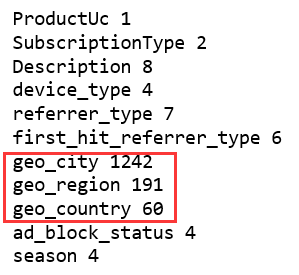 ProductUc 1
SubscriptionType 2
Description 8
device_type 4
referrer_type 7
first_hit_referrer_type 6
geo_city 1242
geo_region 191
geo_country 60
ad_block_status 4
season 4